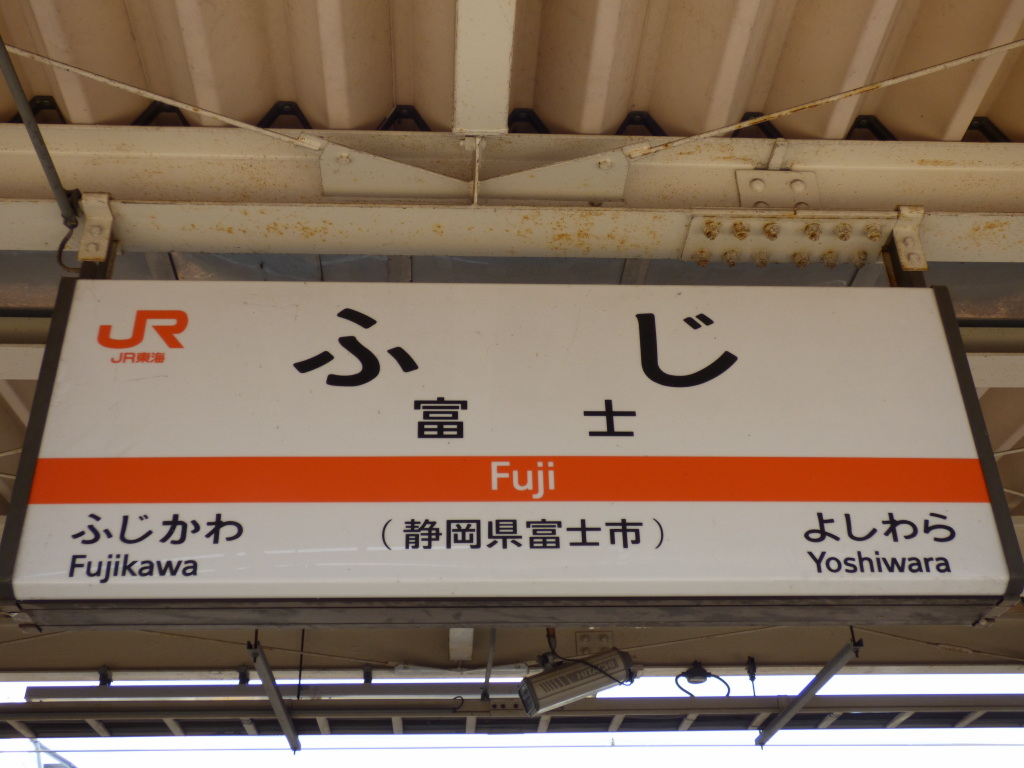 JR
JR東海
ふじ
富士
Fuji
ふじかわ
Fujikawa
(静岡県富士市)
よしわら
Yoshiwara